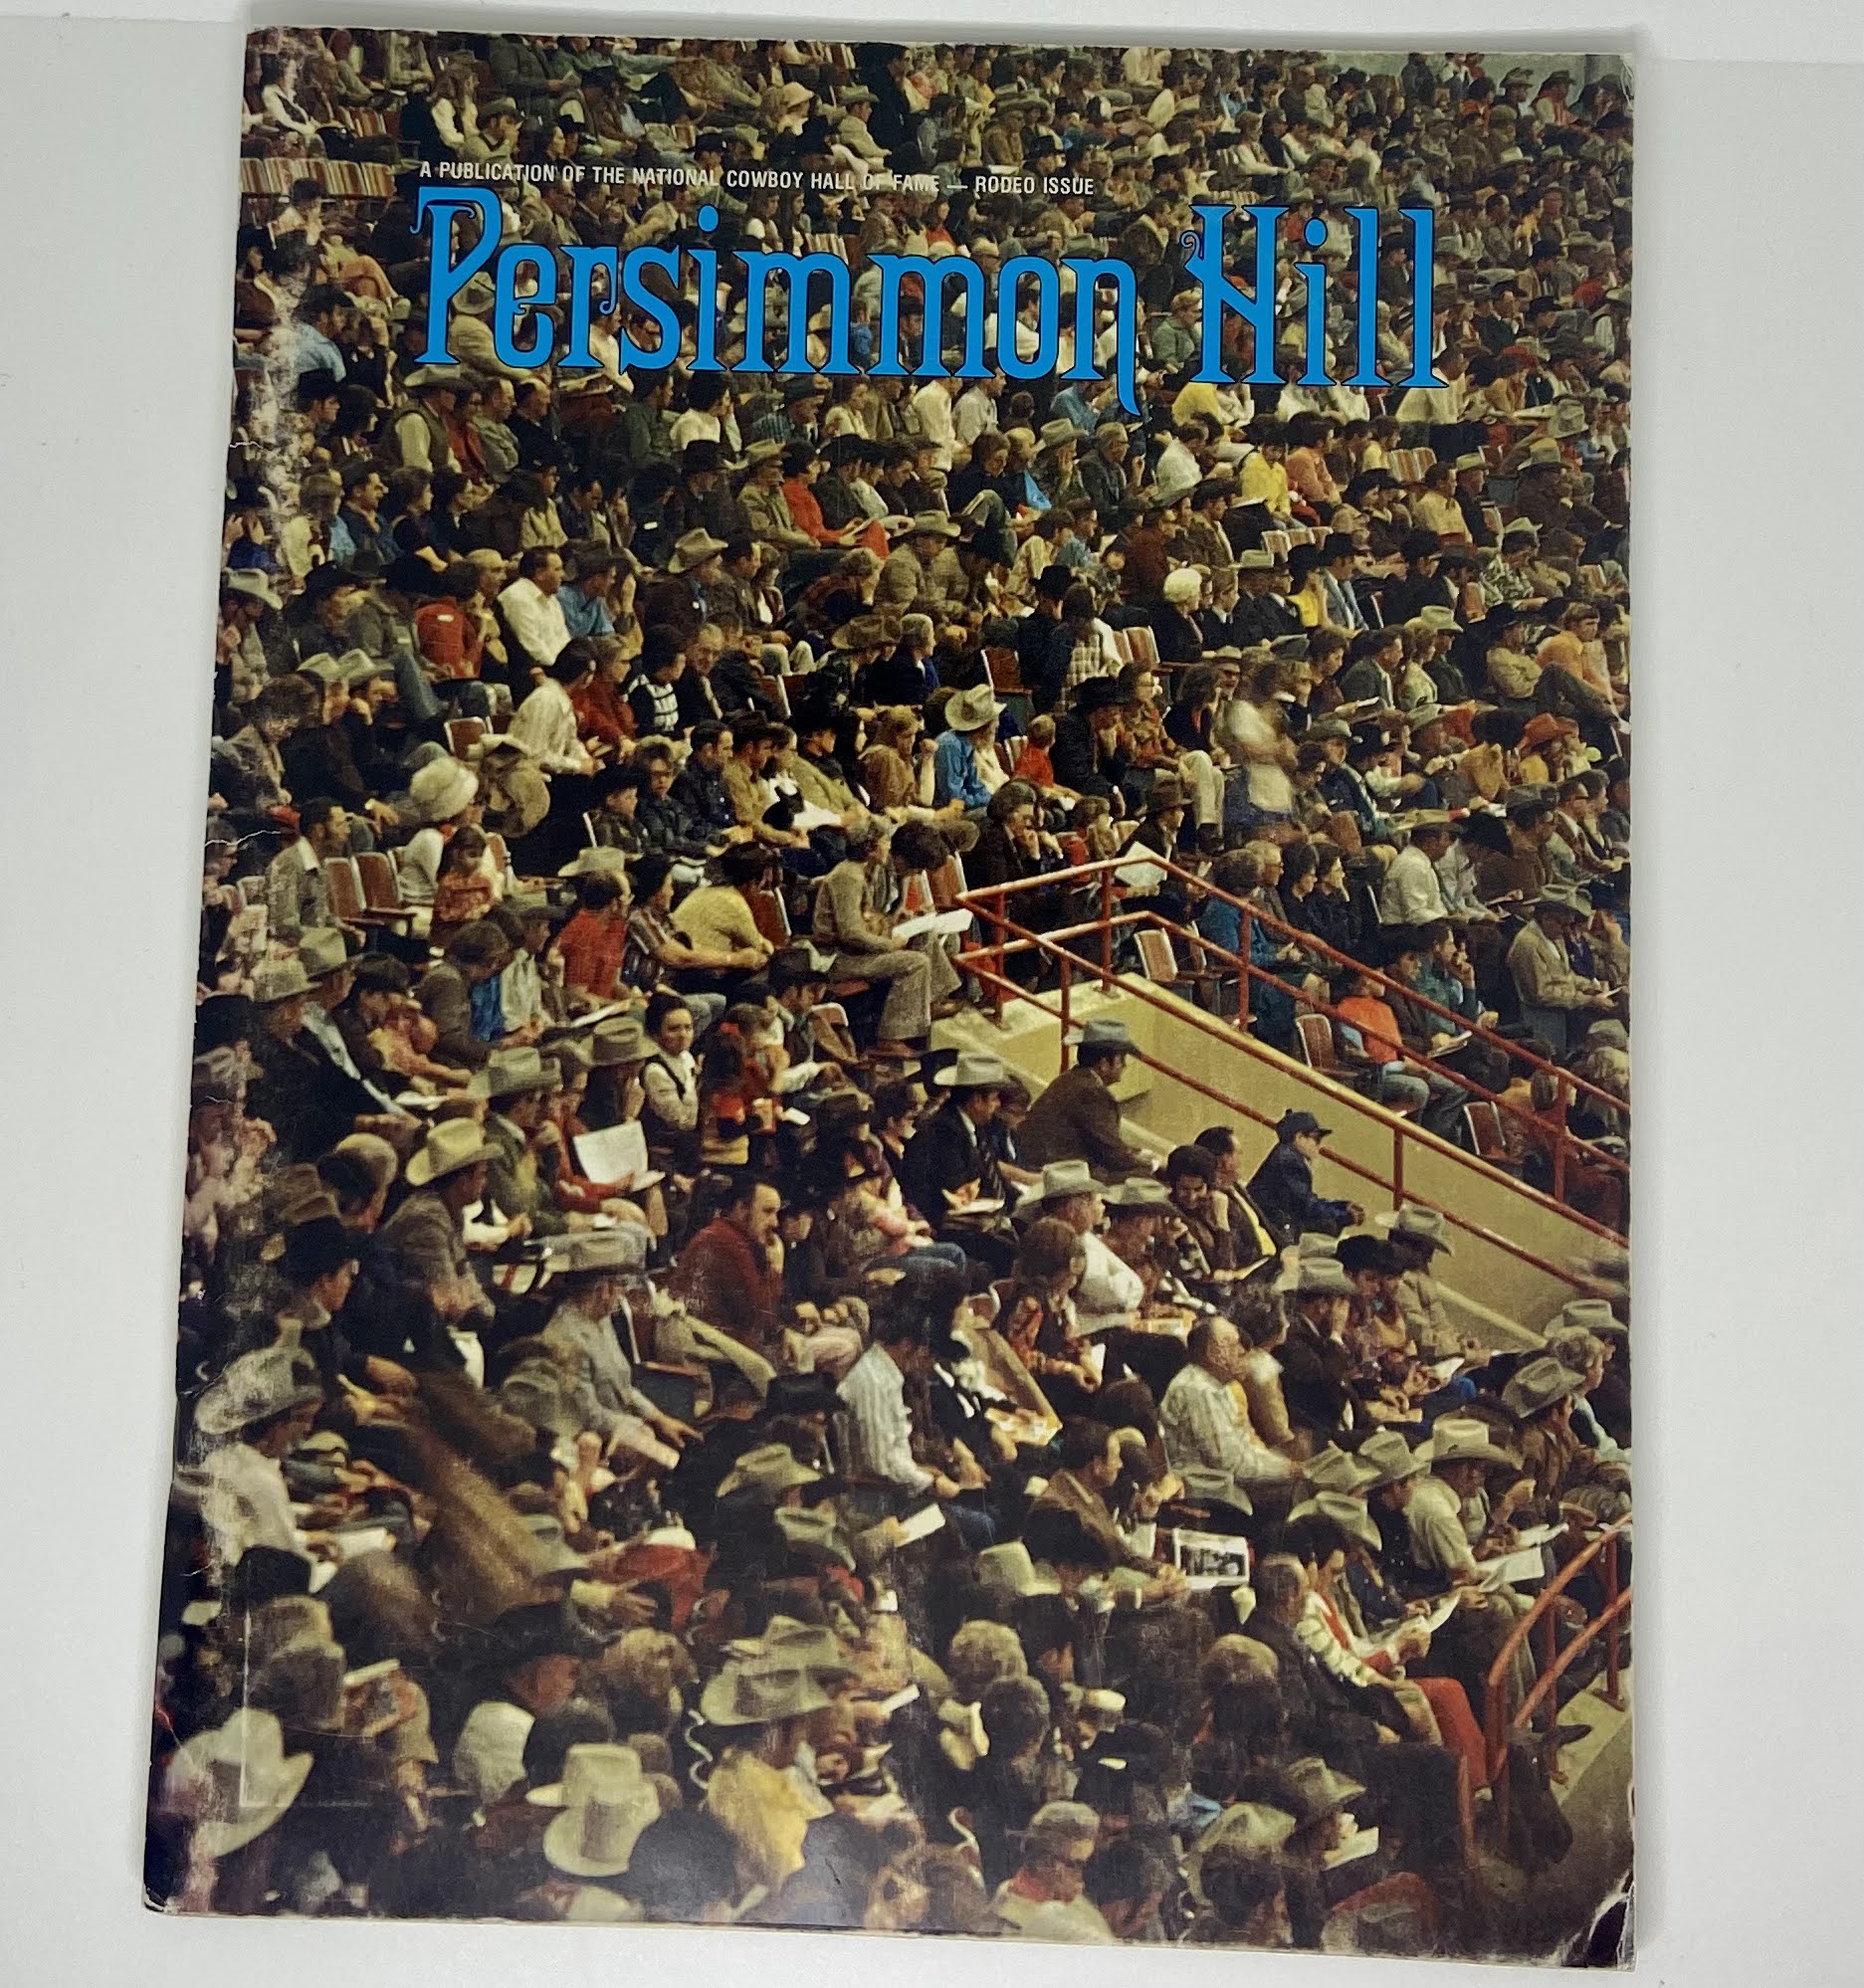 A PUBLICATION OF THE NATIONAL COWBOY HALL OF FAME — RODEO ISSUE
Persimmon Hill